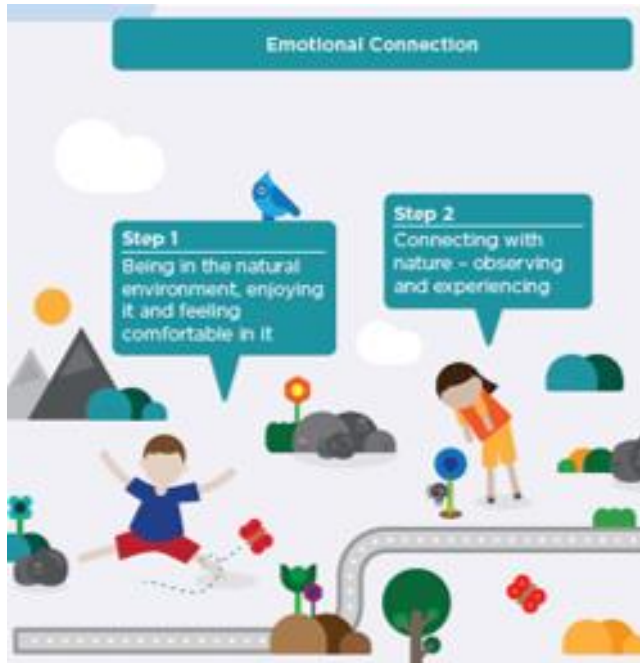 Emotional Connection
Step 1
Being in the natural
environment, enjoying
it and feeling
comfortable in it
Step 2
Connecting with
nature – observing
and experiencing